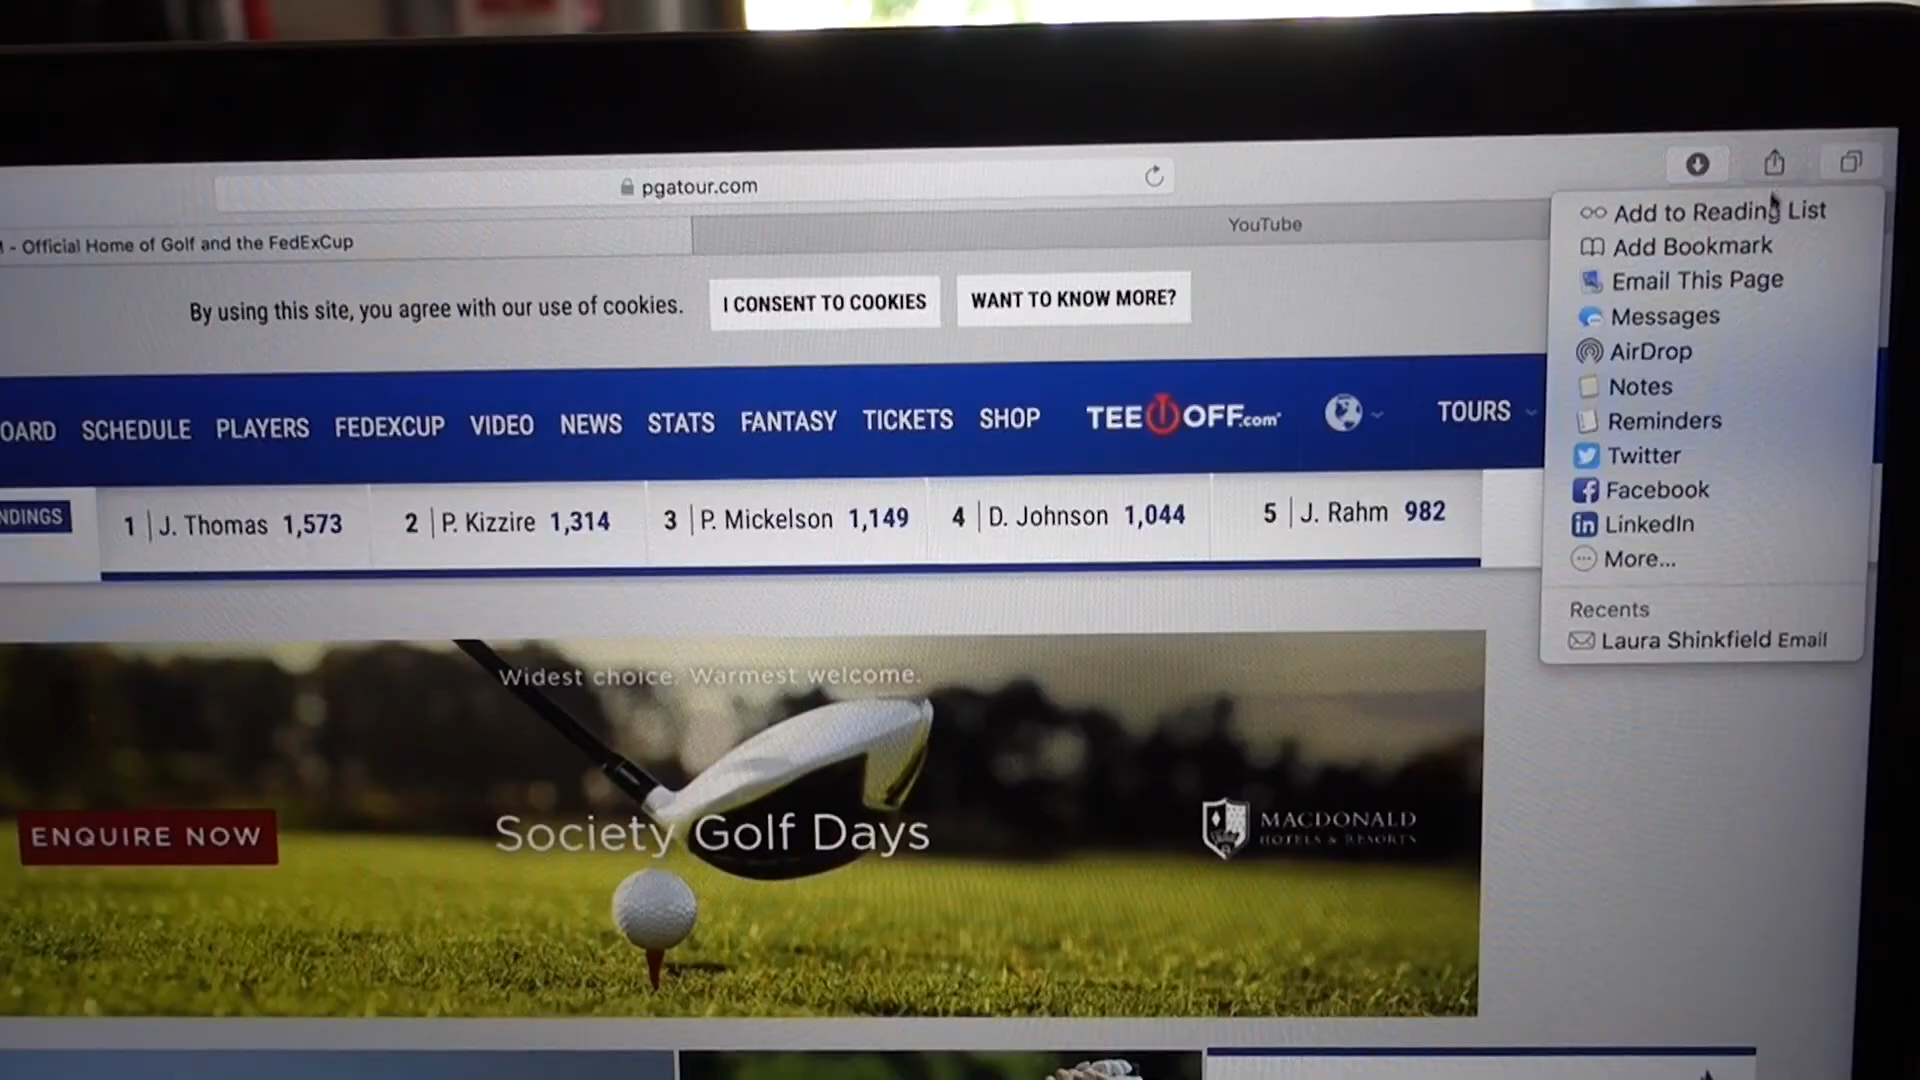 pgatour.com
- Official Home of Golf and the FedExCup
YouTube
By using this site, you agree with our use of cookies.
I CONSENT TO COOKIES
WANT TO KNOW MORE?
OARD SCHEDULE PLAYERS FEDEXCUP VIDEO NEWS STATS FANTASY TICKETS SHOP TEE OFF.com TOURS
NDINGS 1 J. Thomas 1,573 2 P. Kizzire 1,314 3 P. Mickelson 1,149 4 D. Johnson 1,044 5 J. Rahm 982
Add to Reading List
Add Bookmark
Email This Page
Messages
AirDrop
Notes
Reminders
Twitter
Facebook
in LinkedIn
More...
Recents
Laura Shinkfield Email
Widest choice. Warmest welcome.
ENQUIRE NOW
Society Golf Days
MACDONALD
HOTELS & RESORTS